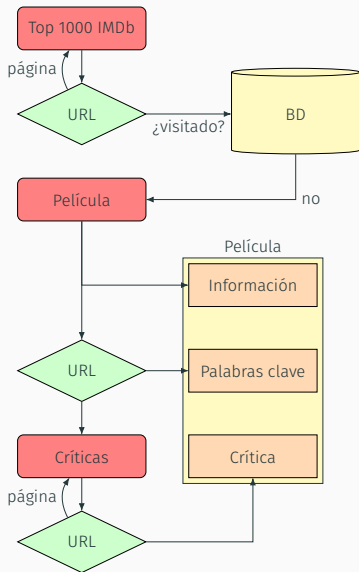 Top 1000 IMDb
página
URL
¿visitado?
BD
no
Película
Película
Información
URL
Palabras clave
Críticas
Crítica
página
URL